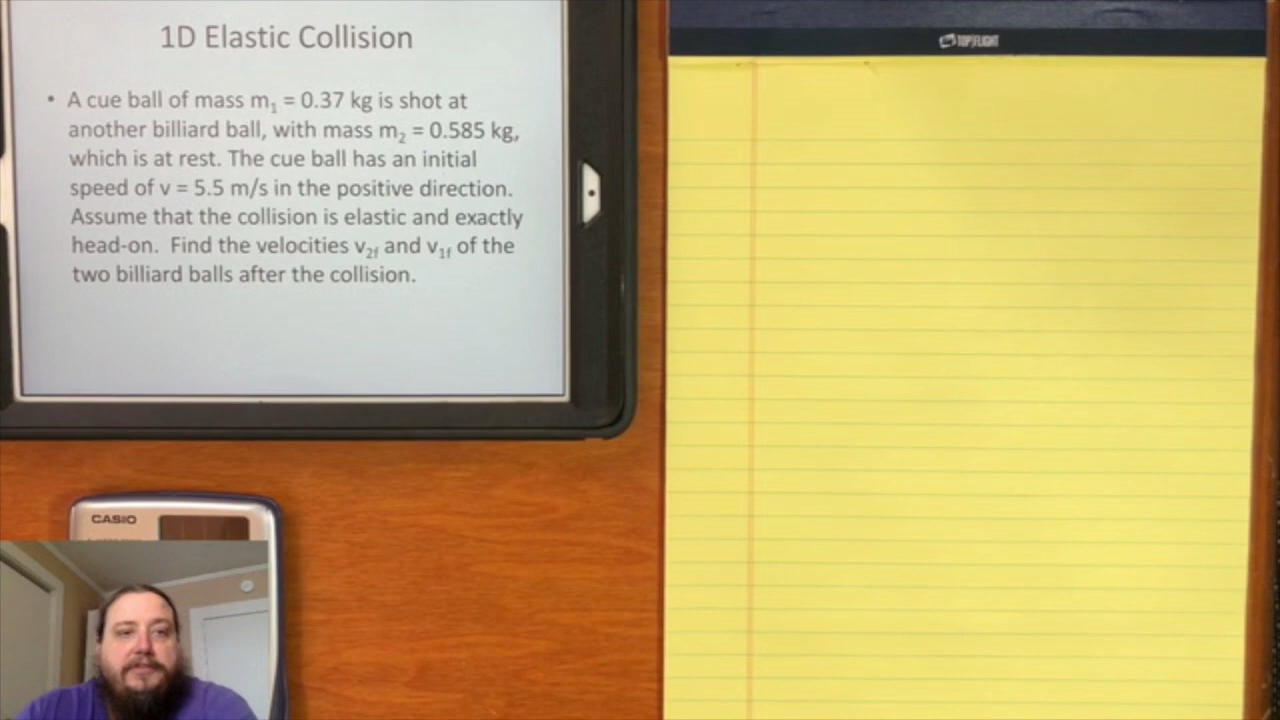 1D Elastic Collision
• A cue ball of mass m₁ = 0.37 kg is shot at
another billiard ball, with mass m₂ = 0.585 kg,
which is at rest. The cue ball has an initial
speed of v = 5.5 m/s in the positive direction.
Assume that the collision is elastic and exactly
head-on. Find the velocities v₂f and v₁f of the
two billiard balls after the collision.
TOP FLIGHT
CASIO